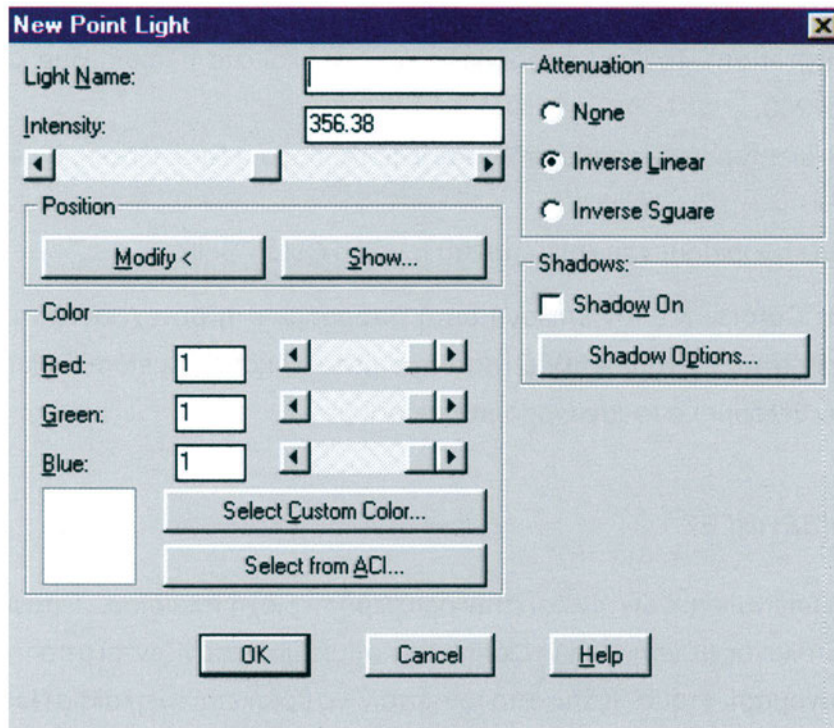 New Point Light
Light Name:
Intensity: 356.38
Position
Modify < Show...
Color
Red: 1
Green: 1
Blue: 1
Select Custom Color...
Select from ACI...
Attenuation
None
Inverse Linear
Inverse Square
Shadows:
Shadow On
Shadow Options...
OK Cancel Help